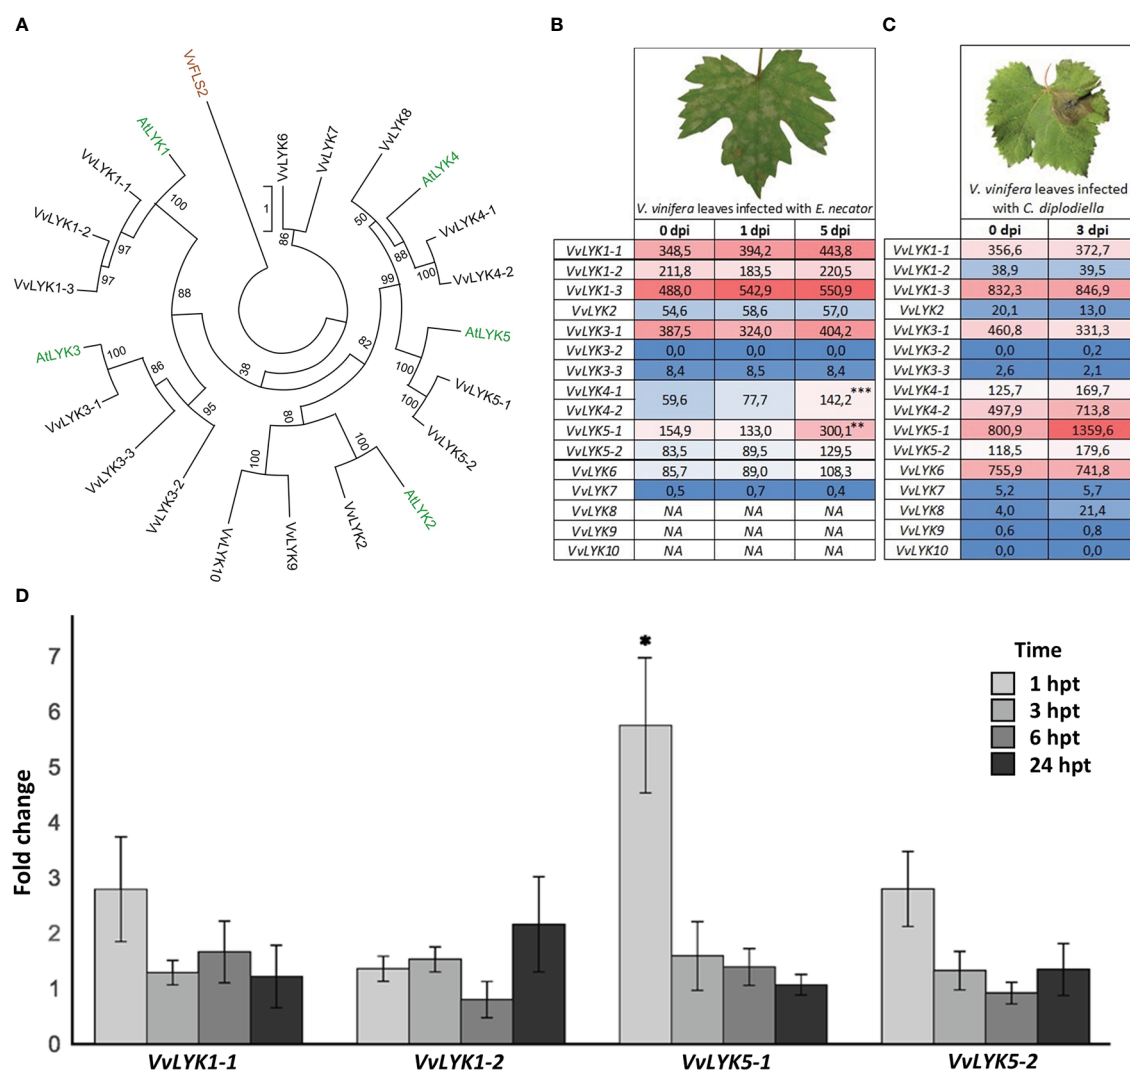 A
VvFLS2
AtLYK1
VvLYK1-1
VvLYK1-2
VvLYK1-3
AtLYK3
VvLYK3-1
VvLYK3-3
VvLYK3-2
VvLYK10
VvLYK9
VvLYK2
AtLYK2
VvLYK5-2
VvLYK5-1
AtLYK5
VvLYK4-2
VvLYK4-1
AtLYK4
VvLYK8
VvLYK7
VvLYK6
1
86
100
97
97
88
100
86
95
38
80
100
82
99
50
88
100
100
100
B
V. vinifera leaves infected with E. necator
0 dpi 1 dpi 5 dpi
VvLYK1-1 348,5 394,2 443,8
VvLYK1-2 211,8 183,5 220,5
VvLYK1-3 488,0 542,9 550,9
VvLYK2 54,6 58,6 57,0
VvLYK3-1 387,5 324,0 404,2
VvLYK3-2 0,0 0,0 0,0
VvLYK3-3 8,4 8,5 8,4
VvLYK4-1
59,6 77,7 142,2***
VvLYK4-2
VvLYK5-1 154,9 133,0 300,1**
VvLYK5-2 83,5 89,5 129,5
VvLYK6 85,7 89,0 108,3
VvLYK7 0,5 0,7 0,4
VvLYK8 NA NA NA
VvLYK9 NA NA NA
VvLYK10 NA NA NA
C
V. vinifera leaves infected
with C. diplodiella
0 dpi 3 dpi
VvLYK1-1 356,6 372,7
VvLYK1-2 38,9 39,5
VvLYK1-3 832,3 846,9
VvLYK2 20,1 13,0
VvLYK3-1 460,8 331,3
VvLYK3-2 0,0 0,2
VvLYK3-3 2,6 2,1
VvLYK4-1 125,7 169,7
VvLYK4-2 497,9 713,8
VvLYK5-1 800,9 1359,6
VvLYK5-2 118,5 179,6
VvLYK6 755,9 741,8
VvLYK7 5,2 5,7
VvLYK8 4,0 21,4
VvLYK9 0,6 0,8
VvLYK10 0,0 0,0
D
Fold change
7
6
5
4
3
2
1
0
*
Time
1 hpt
3 hpt
6 hpt
24 hpt
VvLYK1-1 VvLYK1-2 VvLYK5-1 VvLYK5-2